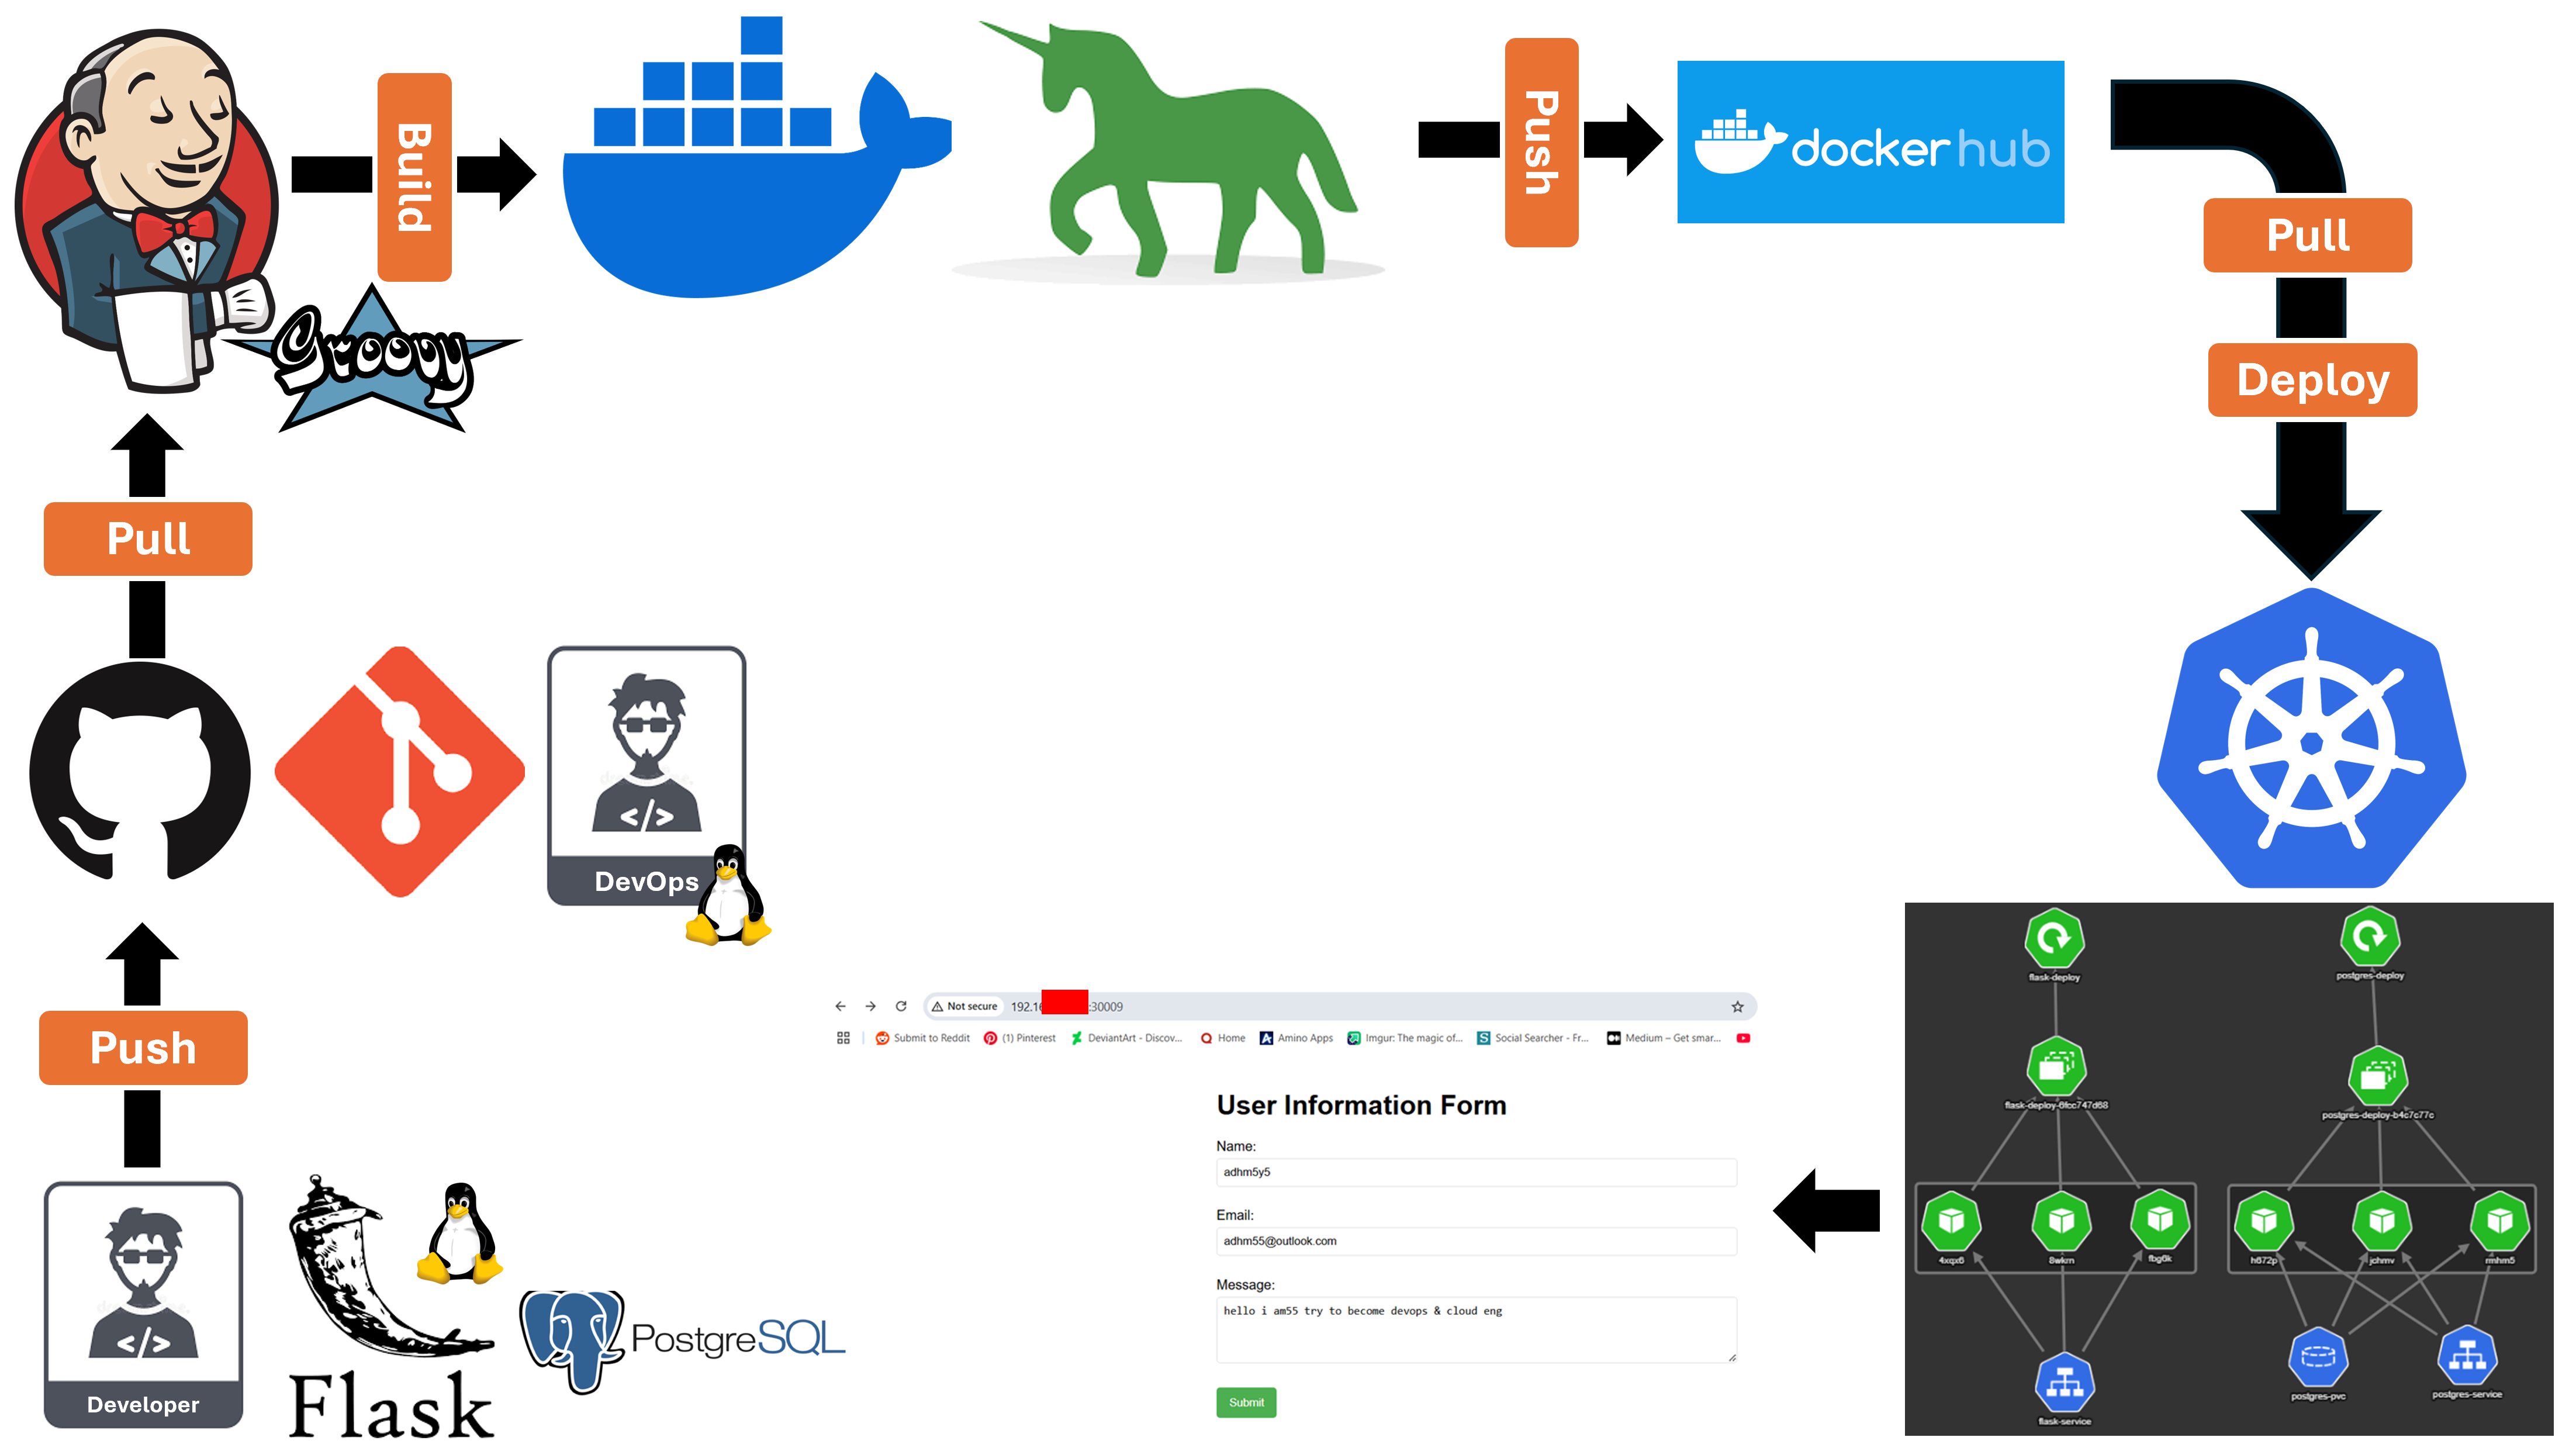 Build
Push
docker hub
Pull
Deploy
Groovy
Pull
DevOps
Push
Developer
Flask
PostgreSQL
Not secure
192.16
:30009
Submit to Reddit
(1) Pinterest
DeviantArt - Discov...
Home
Amino Apps
Imgur: The magic of...
Social Searcher - Fr...
Medium – Get smar...
User Information Form
Name:
adhm5y5
Email:
adhm55@outlook.com
Message:
hello i am55 try to become devops & cloud eng
Submit
flask-deploy
postgres-deploy
flask-deploy-6fcc747d68
postgres-deploy-b4c7c77c
4xqx6
8wkrn
fbg6k
h672p
jchmv
mhm5
postgres-pvc
postgres-service
flask-service